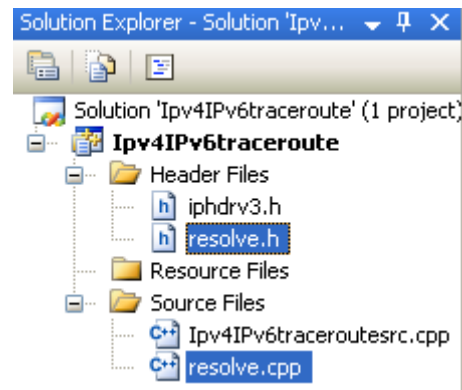 Solution Explorer - Solution 'Ipv...
Solution 'Ipv4IPv6traceroute' (1 project)
Ipv4IPv6traceroute
Header Files
h iphdrv3.h
h resolve.h
Resource Files
Source Files
C++ Ipv4IPv6traceroutesrc.cpp
C++ resolve.cpp